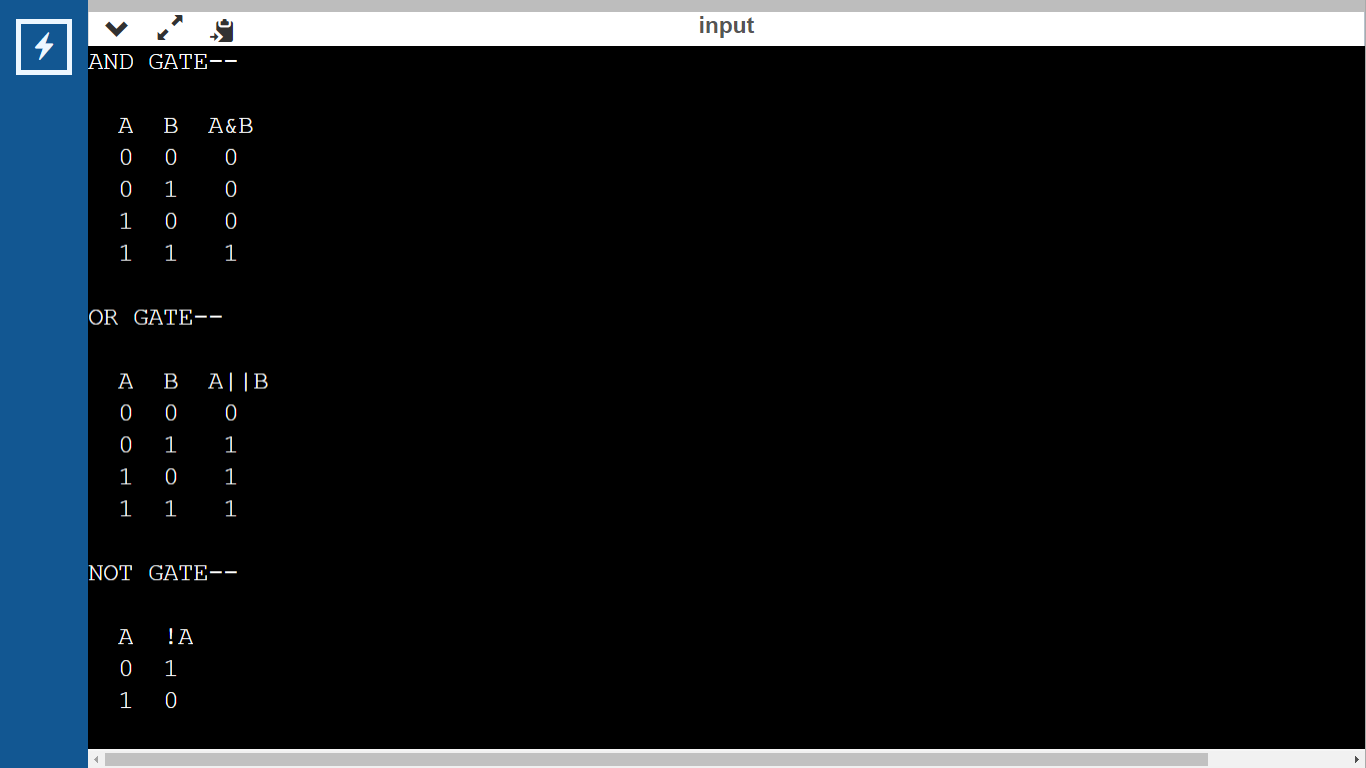 input
AND GATE--
A B A&B
0 0 0
0 1 0
1 0 0
1 1 1
OR GATE--
A B A||B
0 0 0
0 1 1
1 0 1
1 1 1
NOT GATE--
A !A
0 1
1 0